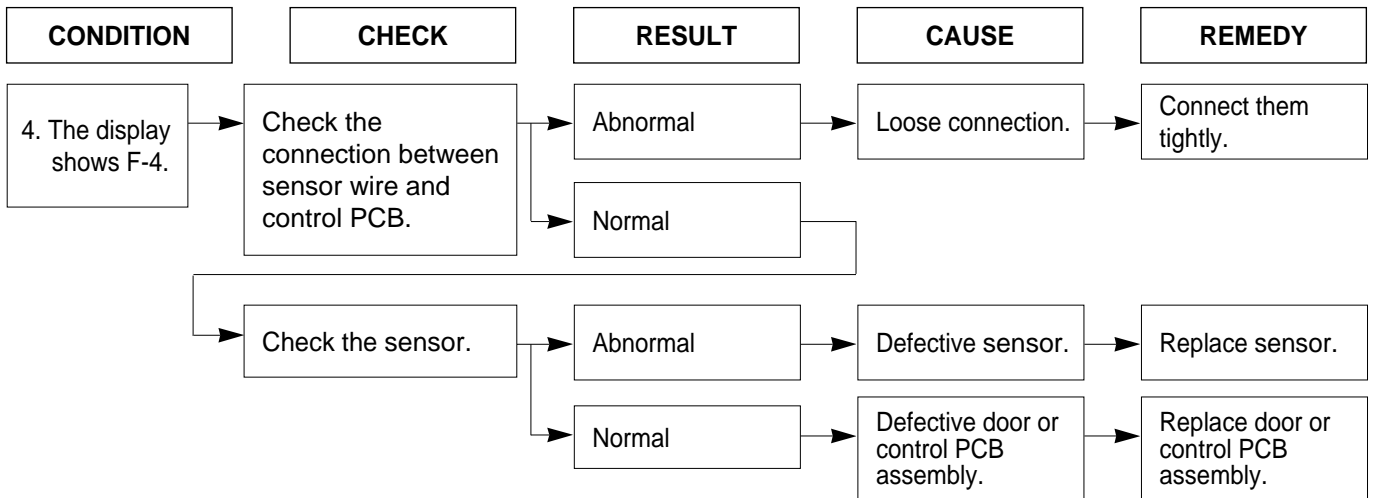 CONDITION
CHECK
RESULT
CAUSE
REMEDY
4. The display
shows F-4.
Check the
connection between
sensor wire and
control PCB.
Abnormal
Loose connection.
Connect them
tightly.
Normal
Check the sensor.
Abnormal
Defective sensor.
Replace sensor.
Normal
Defective door or
control PCB
assembly.
Replace door or
control PCB
assembly.